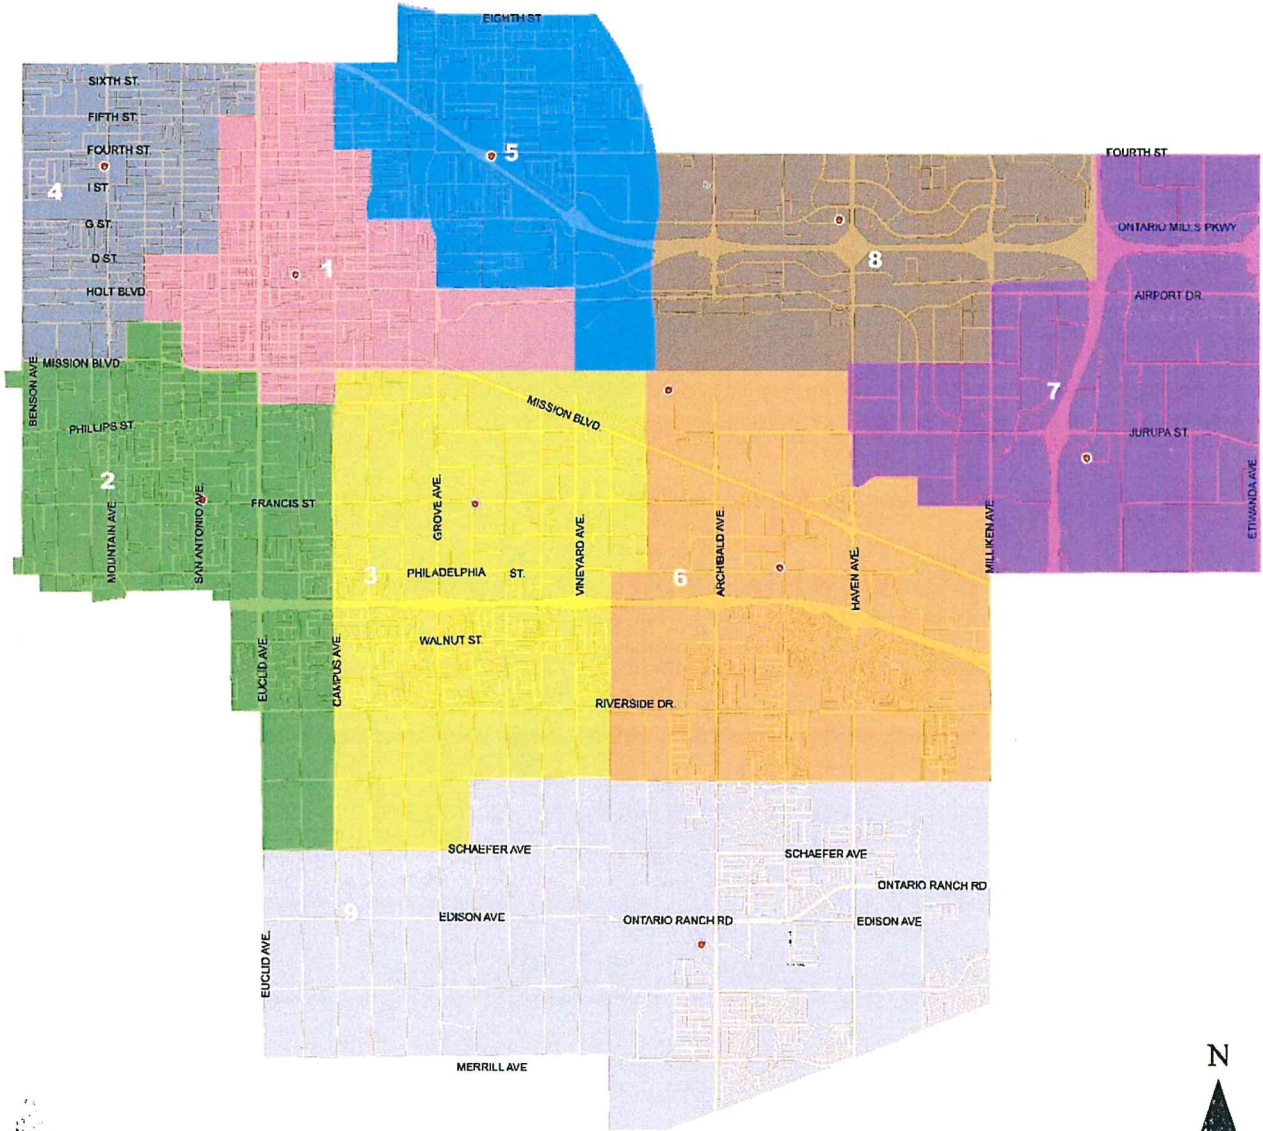 EIGHTH ST.
SIXTH ST.
FIFTH ST.
FOURTH ST.
FOURTH ST.
5
I ST.
4
G ST.
ONTARIO MILLS PKWY
D ST.
1
8
HOLT BLVD.
AIRPORT DR.
MISSION BLVD
BENSON AVE.
7
MISSION BLVD.
PHILLIPS ST.
JURUPA ST.
2
FRANCIS ST.
MOUNTAIN AVE.
SAN ANTONIO AVE.
GROVE AVE.
VINEYARD AVE.
ARCHIBALD AVE.
HAVEN AVE.
MILLIKEN AVE.
ETIWANDA AVE.
3
PHILADELPHIA ST.
6
WALNUT ST.
EUCLID AVE.
CAMPUS AVE.
RIVERSIDE DR.
SCHAEFER AVE
SCHAEFER AVE
ONTARIO RANCH RD
9
EDISON AVE
ONTARIO RANCH RD
EDISON AVE
EUCLID AVE.
MERRILL AVE
N